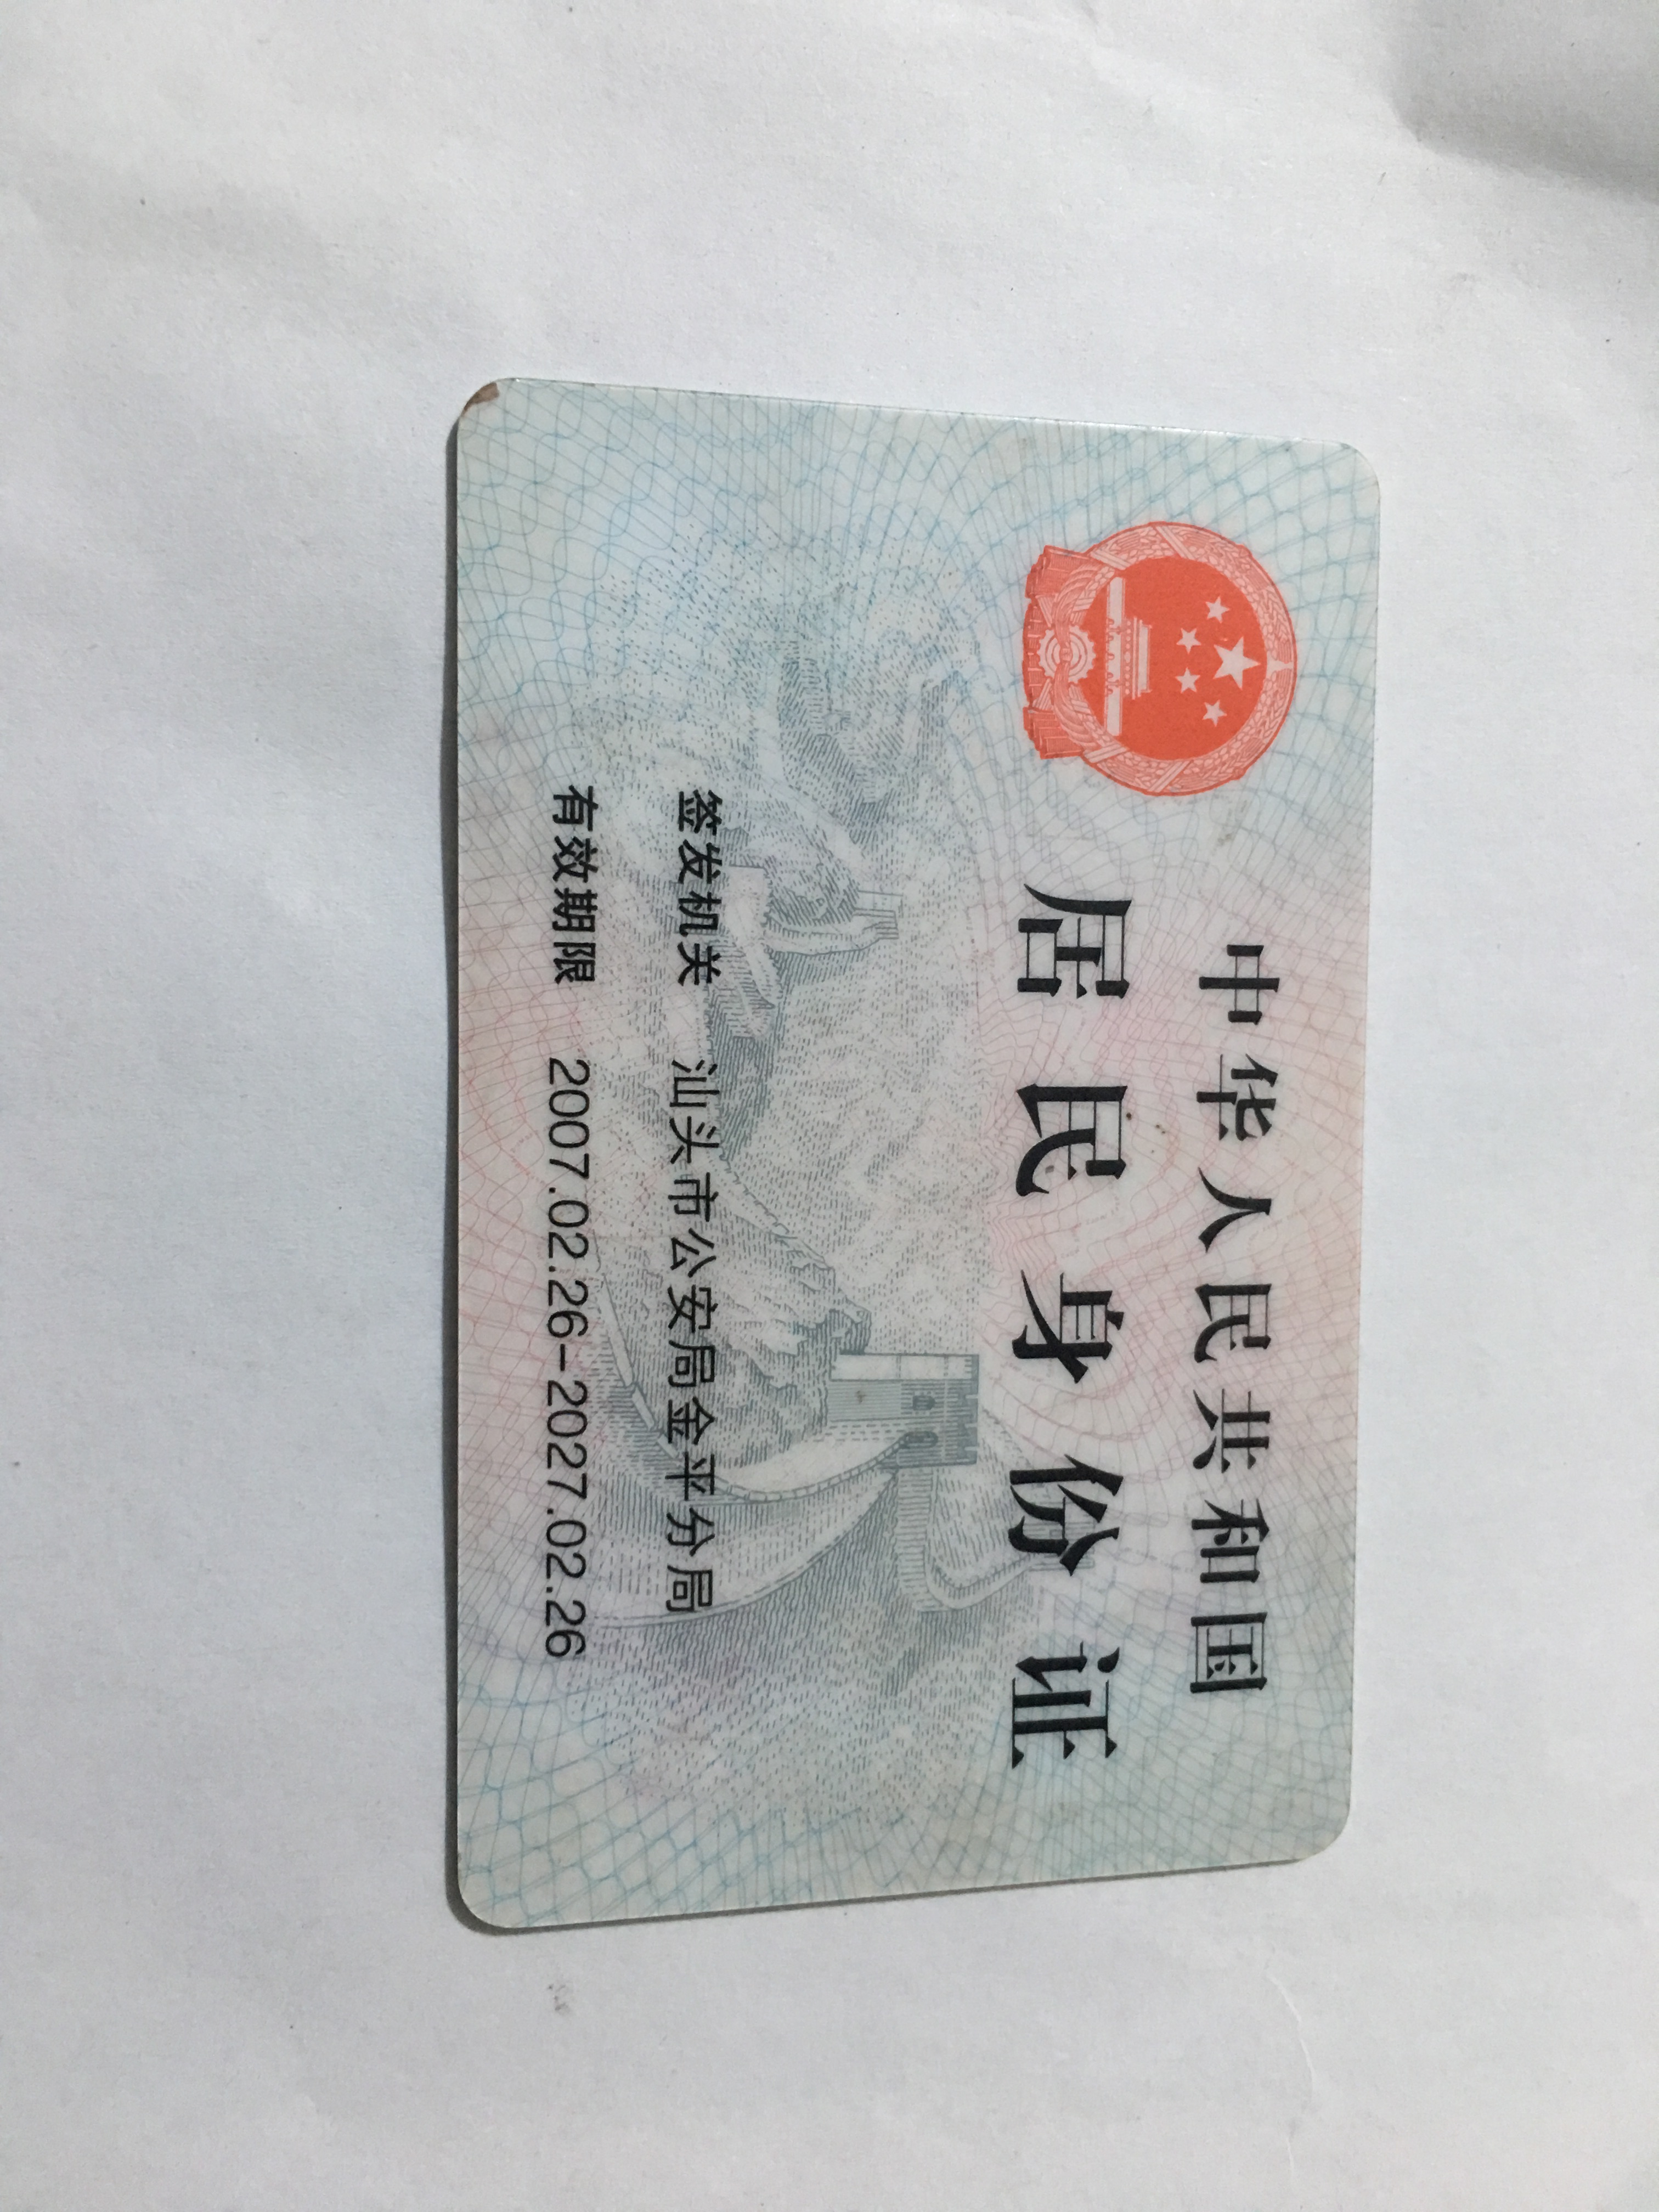 中华人民共和国
居民身份证
签发机关 汕头市公安局金平分局
有效期限 2007.02.26-2027.02.26